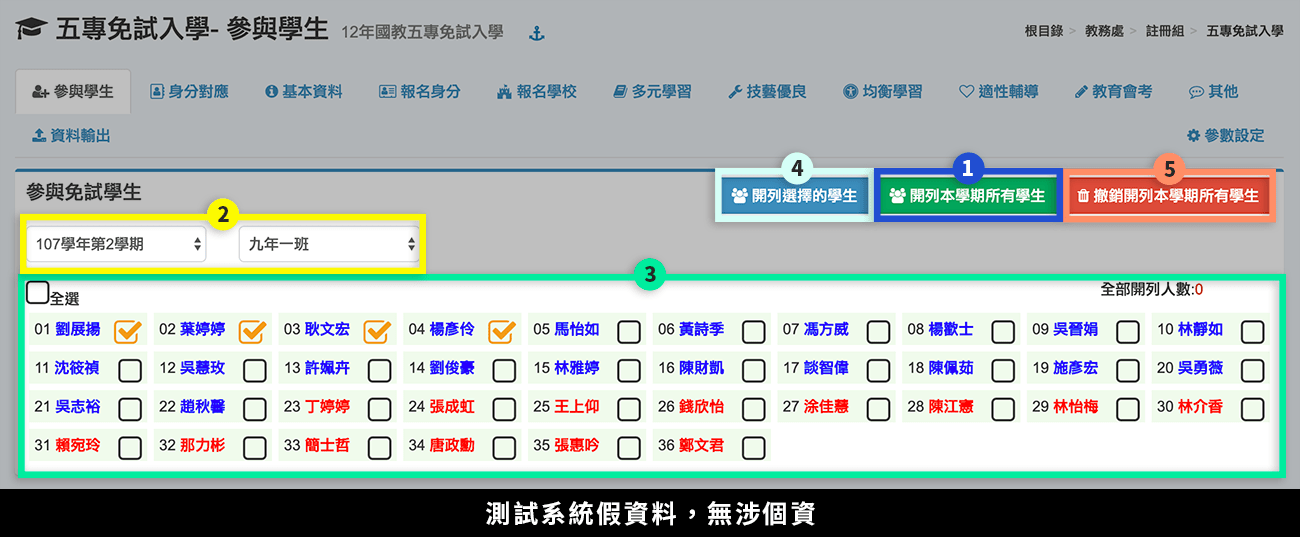 五專免試入學- 參與學生 12年國教五專免試入學
根目錄 > 教務處 > 註冊組 > 五專免試入學
參與學生 身分對應 基本資料 報名身分 報名學校 多元學習 技藝優良 均衡學習 適性輔導 教育會考 其他
資料輸出 參數設定
參與免試學生
4 開列選擇的學生
1 開列本學期所有學生
5 撤銷開列本學期所有學生
2
107學年第2學期 九年一班
3
全選 全部開列人數:0
01 劉展揚 02 葉婷婷 03 耿文宏 04 楊彥伶 05 馬怡如 06 黃詩季 07 馮方威 08 楊歡士 09 吳晉娟 10 林靜如
11 沈筱禎 12 吳慧玫 13 許姵卉 14 劉俊豪 15 林雅婷 16 陳財凱 17 談智偉 18 陳佩茹 19 施彥宏 20 吳勇薇
21 吳志裕 22 趙秋馨 23 丁婷婷 24 張成虹 25 王上仰 26 錢欣怡 27 涂佳慧 28 陳江憲 29 林怡梅 30 林介香
31 賴宛玲 32 那力彬 33 簡士哲 34 唐政勳 35 張惠吟 36 鄭文君
測試系統假資料，無涉個資